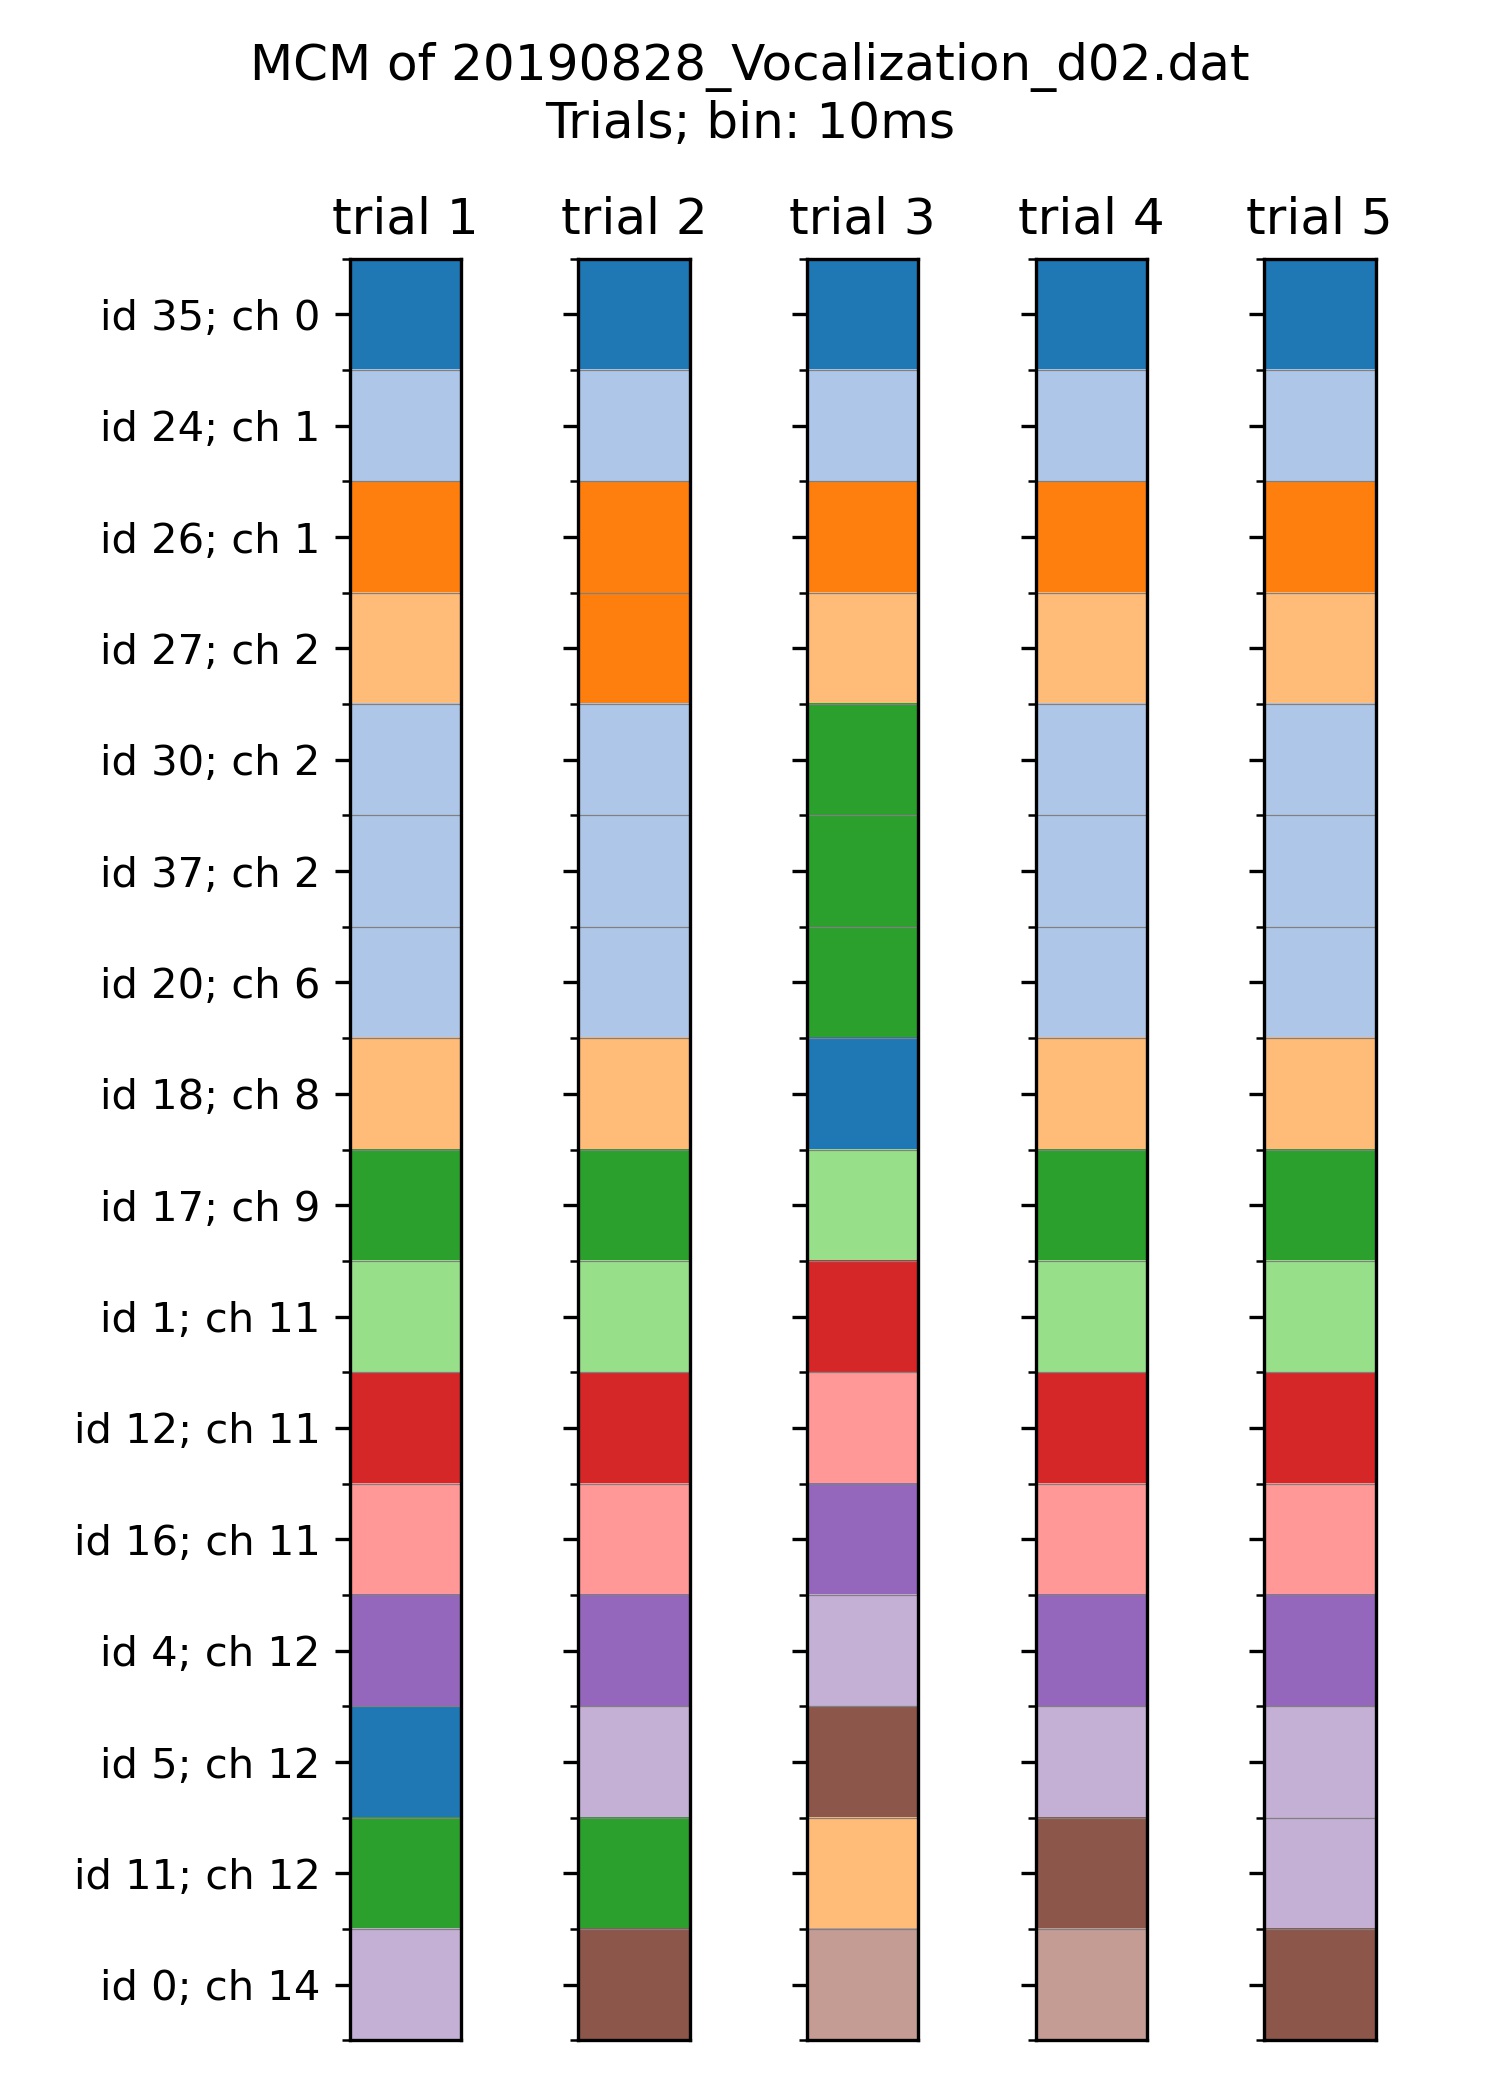 MCM of 20190828_Vocalization_d02.dat
Trials; bin: 10ms
trial 1 trial 2 trial 3 trial 4 trial 5
id 35; ch 0
id 24; ch 1
id 26; ch 1
id 27; ch 2
id 30; ch 2
id 37; ch 2
id 20; ch 6
id 18; ch 8
id 17; ch 9
id 1; ch 11
id 12; ch 11
id 16; ch 11
id 4; ch 12
id 5; ch 12
id 11; ch 12
id 0; ch 14